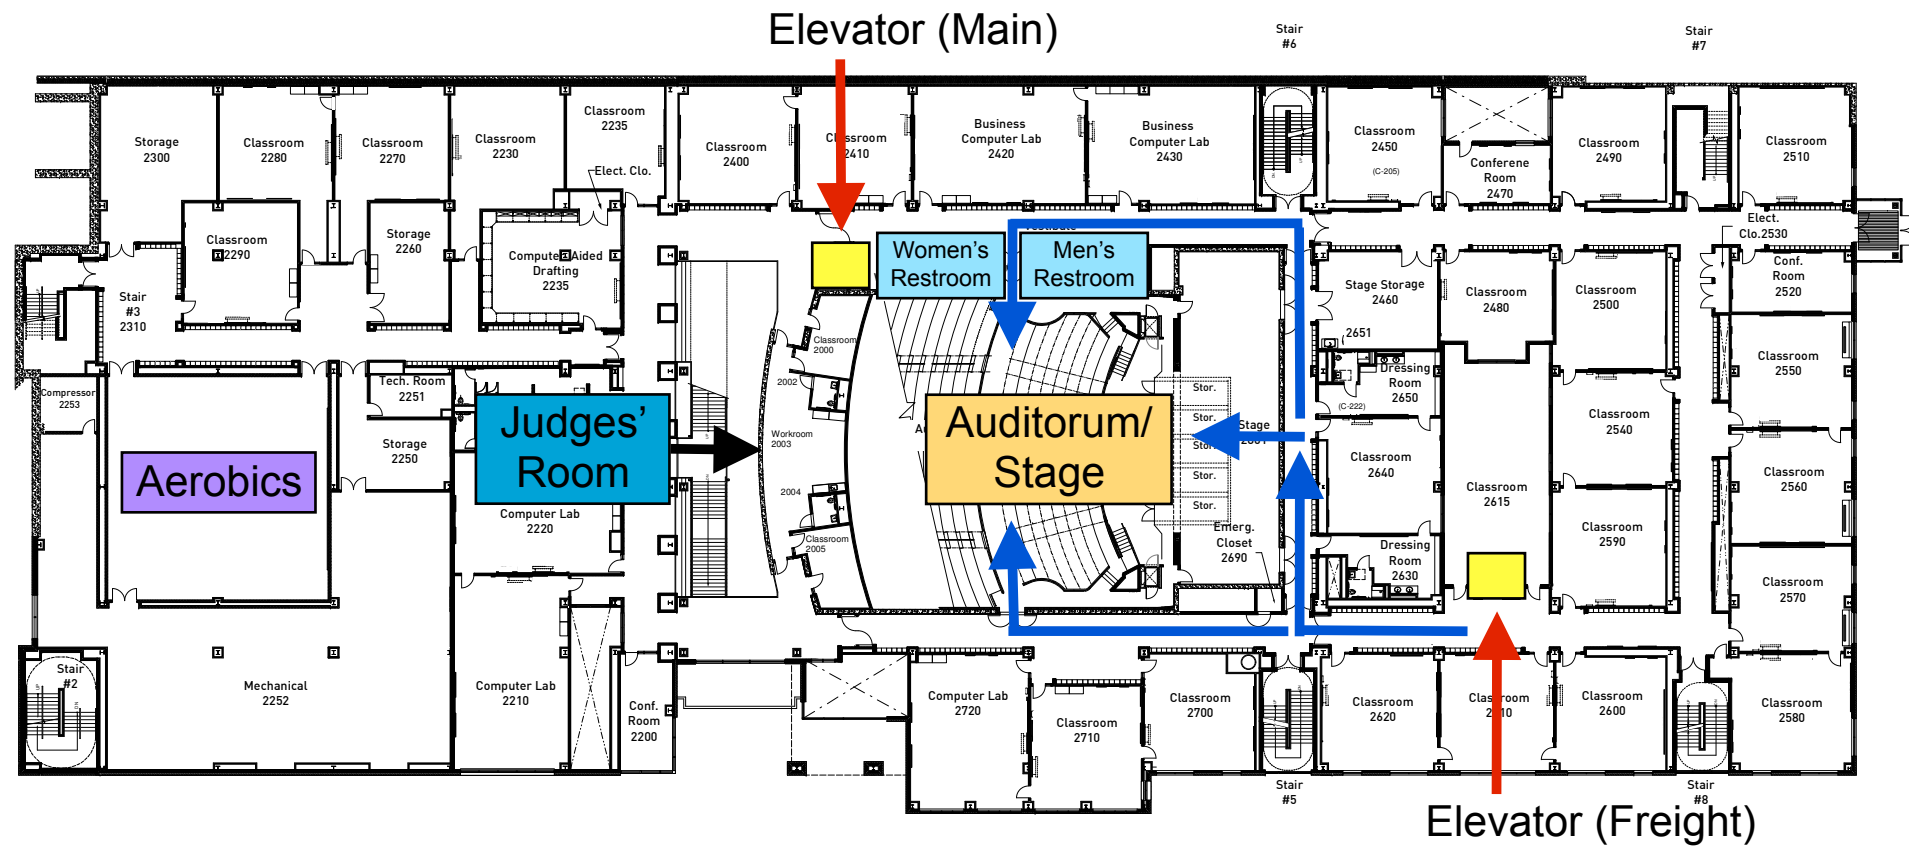 Elevator (Main)
Stair
#6
Stair
#7
Storage
2300
Classroom
2280
Classroom
2270
Classroom
2230
Classroom
2235
Elect. Clo.
Classroom
2400
Classroom
2410
Business
Computer Lab
2420
Business
Computer Lab
2430
Classroom
2450
(C-205)
Conferene
Room
2470
Classroom
2490
Classroom
2510
Elect.
Clo.2530
Classroom
2290
Storage
2260
Computer Aided
Drafting
2235
Women's
Restroom
Men's
Restroom
Stair
#3
2310
Stage Storage
2460
2651
Classroom
2480
Classroom
2500
Conf.
Room
2520
Classroom
2000
2002
Compressor
2253
Tech. Room
2251
Storage
2250
Judges'
Room
Aerobics
Workroom
2003
2004
Classroom
2005
Auditorum/
Stage
Stor.
Stor.
Stor.
Stor.
Stor.
Stage
Emerg.
Closet
2690
Dressing
Room
2650
(C-222)
Classroom
2640
Dressing
Room
2630
Classroom
2615
Classroom
2540
Classroom
2550
Classroom
2560
Classroom
2590
Classroom
2570
Computer Lab
2220
Stair
#2
Mechanical
2252
Computer Lab
2210
Conf.
Room
2200
Computer Lab
2720
Classroom
2710
Classroom
2700
Classroom
2620
Classroom
2610
Classroom
2600
Classroom
2580
Stair
#5
Stair
#8
Elevator (Freight)